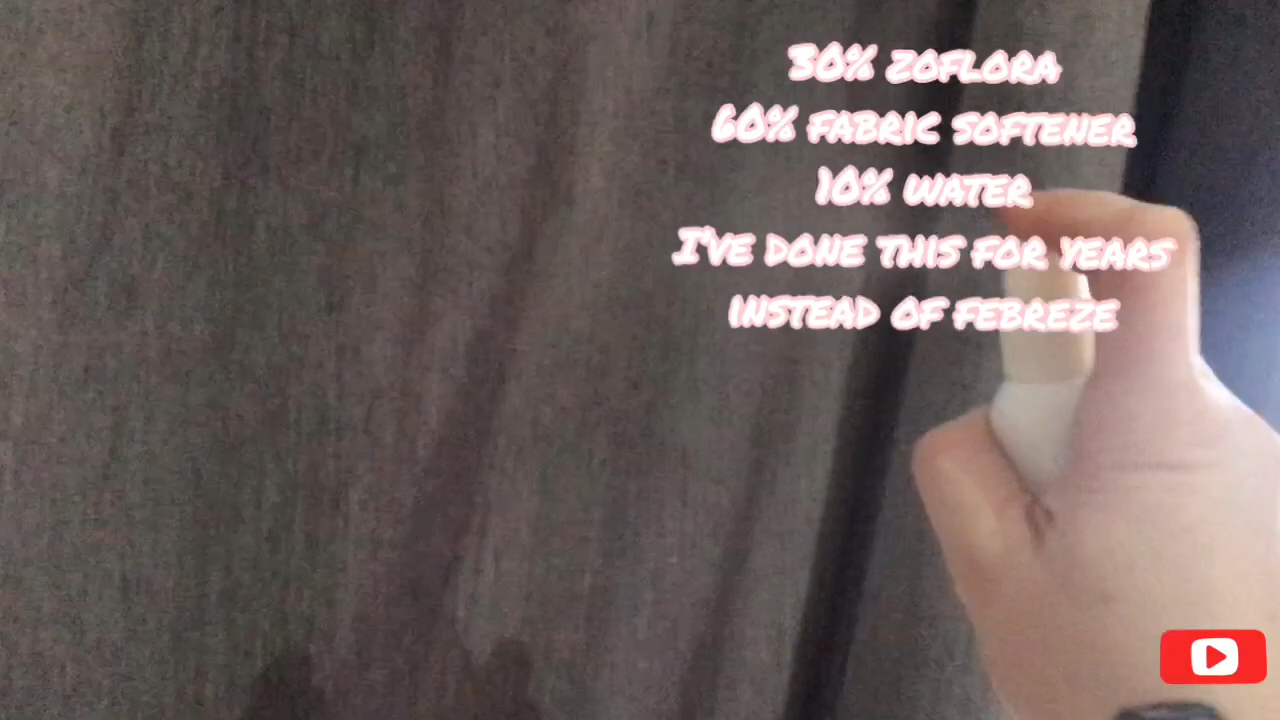 30% ZOFLORA
60% FABRIC SOFTENER
10% WATER
I'VE DONE THIS FOR YEARS
INSTEAD OF FEBREZE